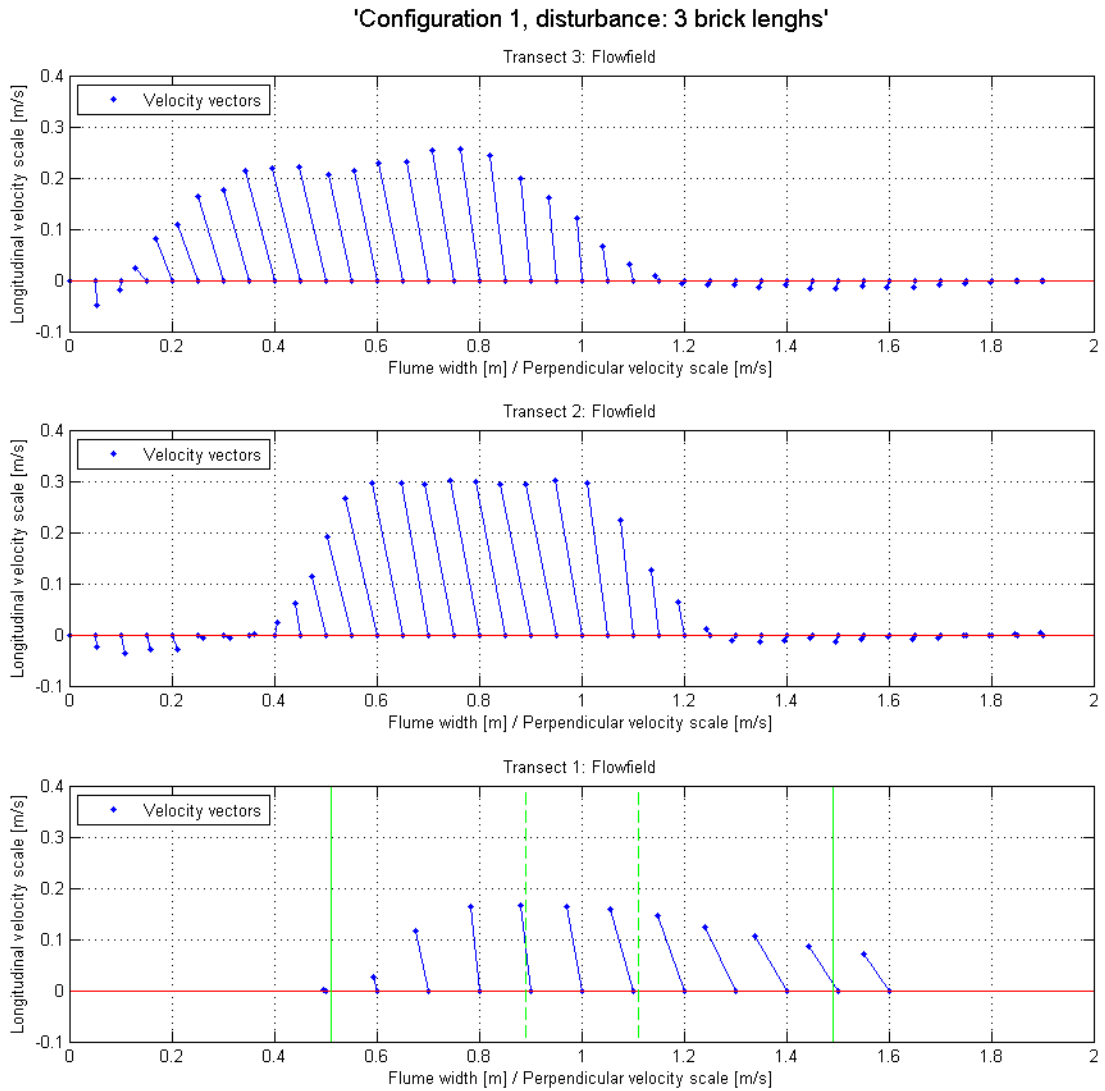 'Configuration 1, disturbance: 3 brick lenghs'
Transect 3: Flowfield
Longitudinal velocity scale [m/s]
0.4
0.3
0.2
0.1
0
-0.1
Velocity vectors
0 0.2 0.4 0.6 0.8 1 1.2 1.4 1.6 1.8 2
Flume width [m] / Perpendicular velocity scale [m/s]
Transect 2: Flowfield
Longitudinal velocity scale [m/s]
0.4
0.3
0.2
0.1
0
-0.1
Velocity vectors
0 0.2 0.4 0.6 0.8 1 1.2 1.4 1.6 1.8 2
Flume width [m] / Perpendicular velocity scale [m/s]
Transect 1: Flowfield
Longitudinal velocity scale [m/s]
0.4
0.3
0.2
0.1
0
-0.1
Velocity vectors
0 0.2 0.4 0.6 0.8 1 1.2 1.4 1.6 1.8 2
Flume width [m] / Perpendicular velocity scale [m/s]